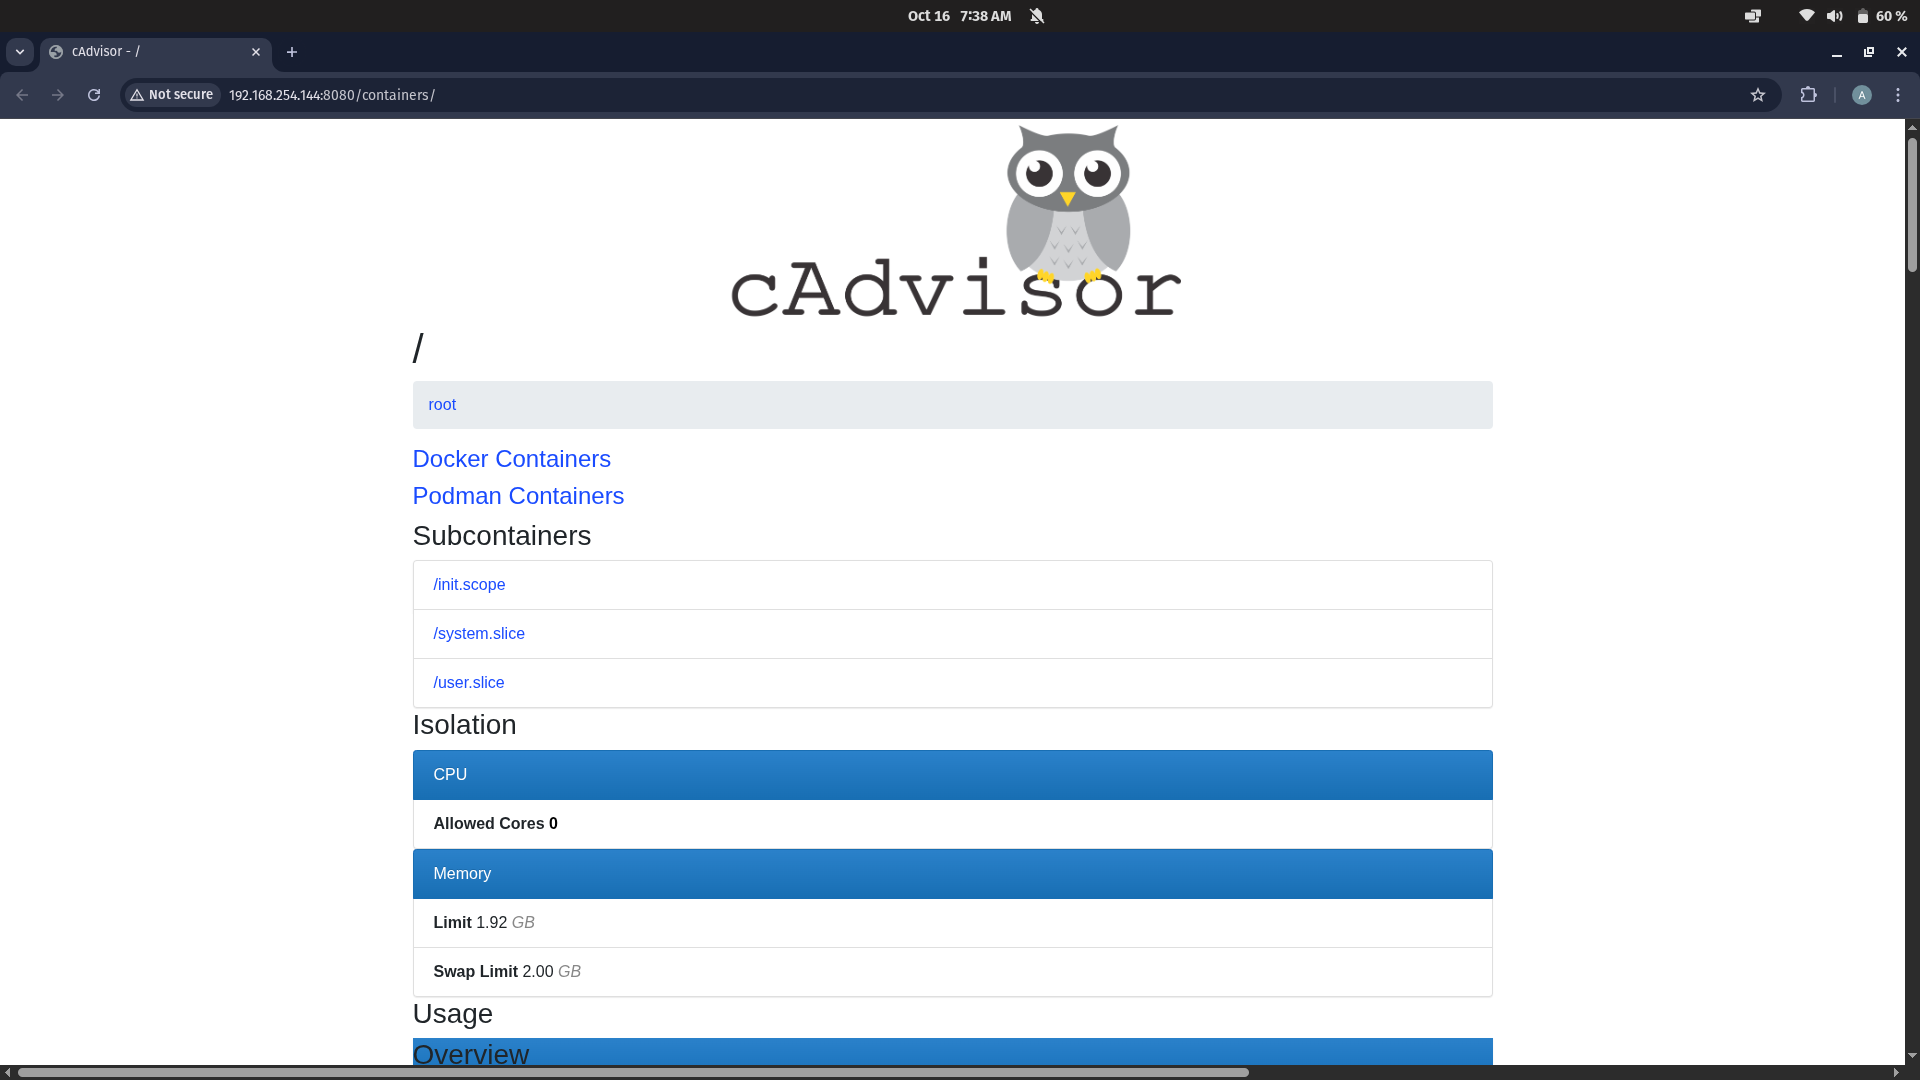 Oct 16 7:38 AM
60 %
cAdvisor - /
Not secure
192.168.254.144:8080/containers/
A
cAdvisor
/
root
Docker Containers
Podman Containers
Subcontainers
/init.scope
/system.slice
/user.slice
Isolation
CPU
Allowed Cores 0
Memory
Limit 1.92 GB
Swap Limit 2.00 GB
Usage
Overview